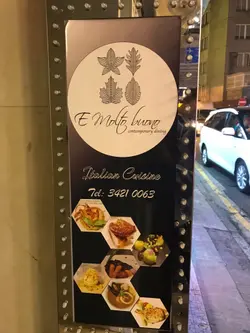 E Molto buono
contemporary dining
Italian Cuisine
Tel: 3421 0063